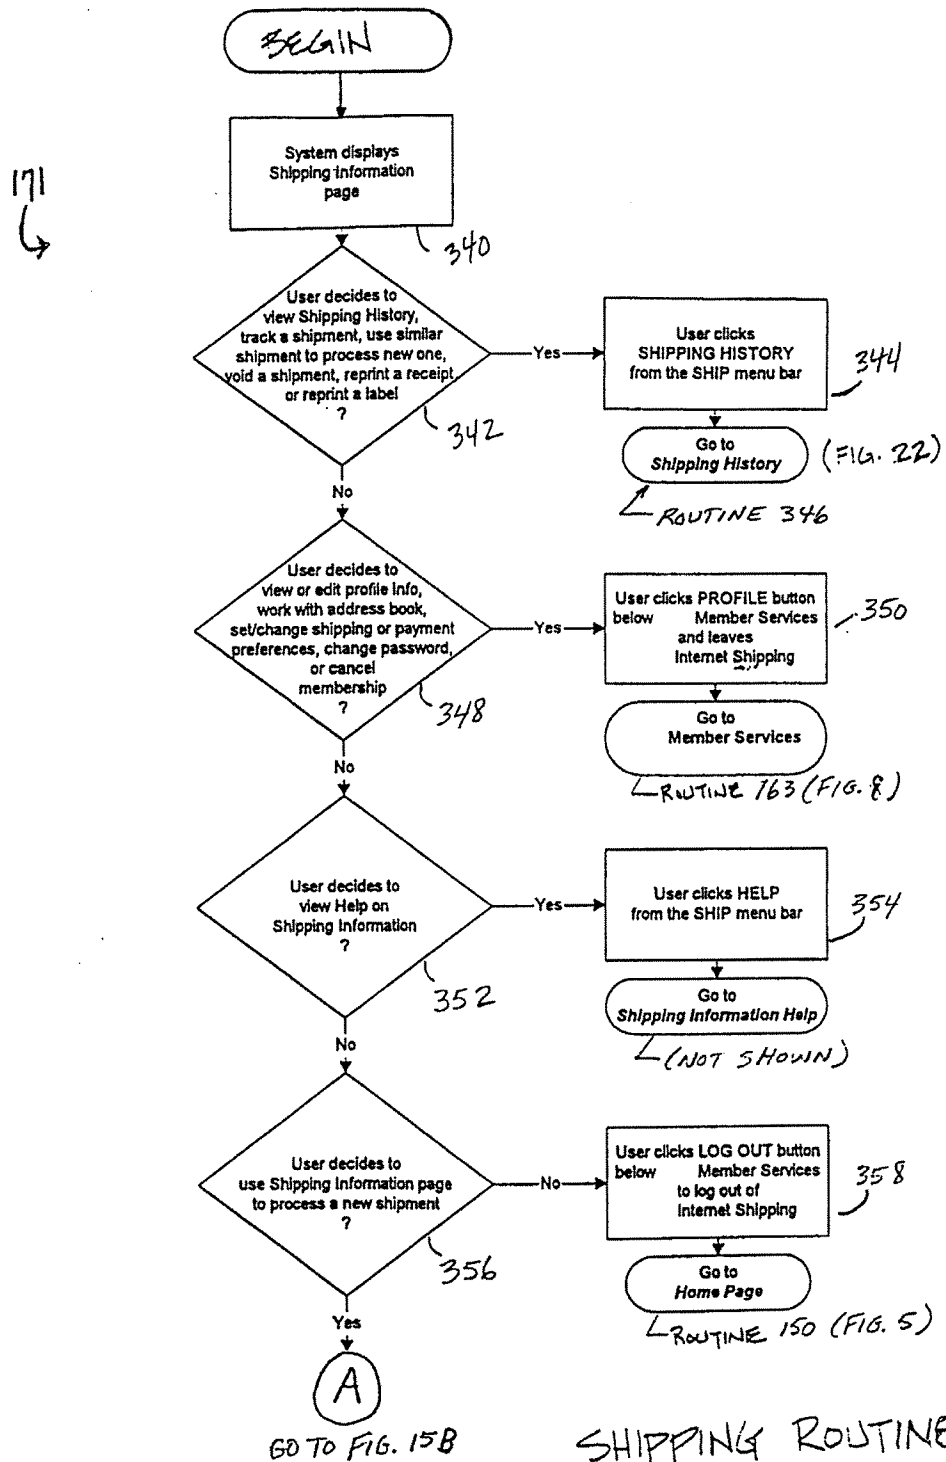 BEGIN
System displays
Shipping Information
page
171
340
User decides to
view Shipping History,
track a shipment, use similar
shipment to process new one,
void a shipment, reprint a receipt
or reprint a label
?
342
Yes
User clicks
SHIPPING HISTORY
from the SHIP menu bar
344
Go to
Shipping History
(FIG. 22)
ROUTINE 346
No
User decides to
view or edit profile info,
work with address book,
set/change shipping or payment
preferences, change password,
or cancel
membership
?
348
Yes
User clicks PROFILE button
below Member Services
and leaves
Internet Shipping
350
Go to
Member Services
ROUTINE 163 (FIG. 8)
No
User decides to
view Help on
Shipping Information
?
352
Yes
User clicks HELP
from the SHIP menu bar
354
Go to
Shipping Information Help
(NOT SHOWN)
No
User decides to
use Shipping Information page
to process a new shipment
?
356
No
User clicks LOG OUT button
below Member Services
to log out of
Internet Shipping
358
Go to
Home Page
ROUTINE 150 (FIG. 5)
Yes
A
GO TO FIG. 15B
SHIPPING ROUTINE